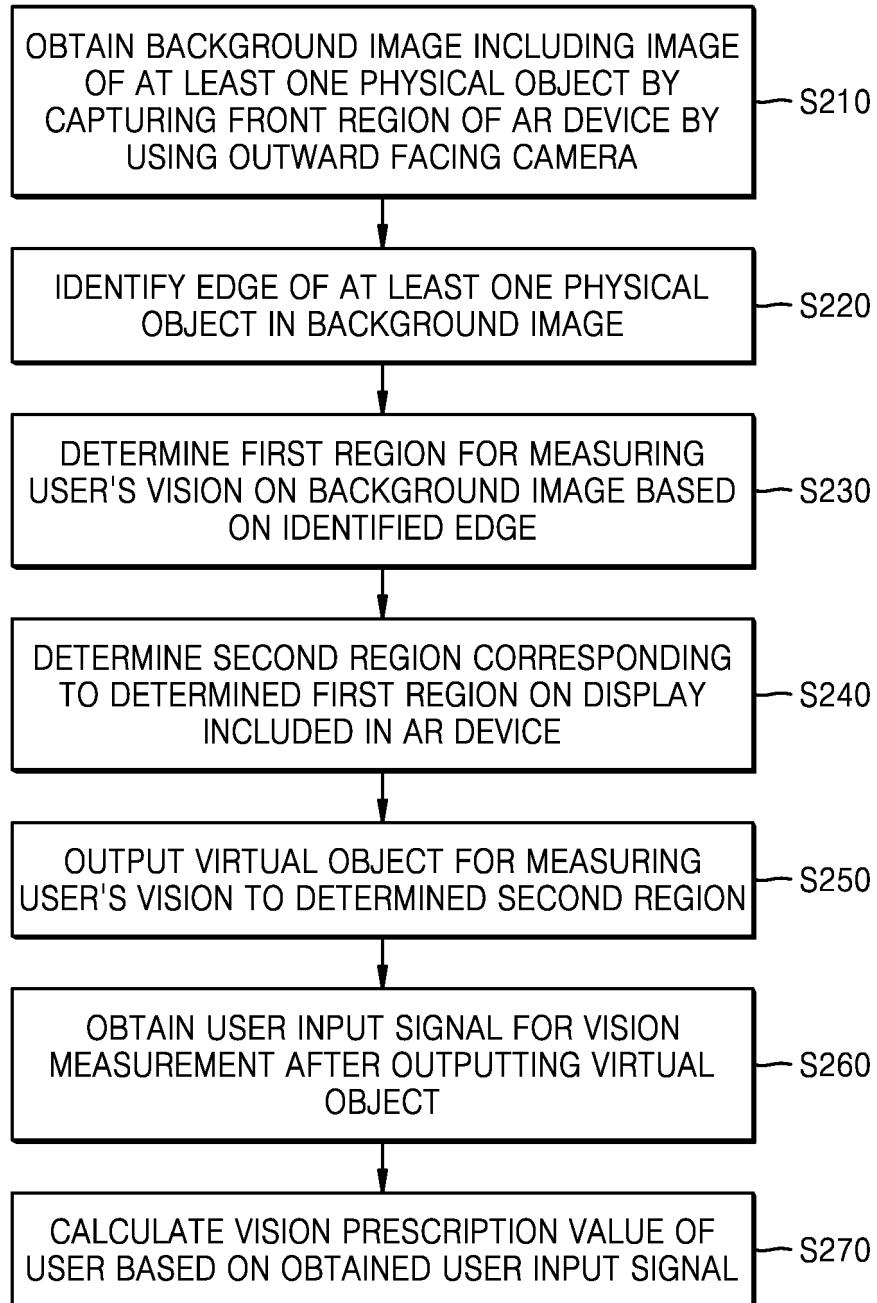 OBTAIN BACKGROUND IMAGE INCLUDING IMAGE
OF AT LEAST ONE PHYSICAL OBJECT BY
CAPTURING FRONT REGION OF AR DEVICE BY
USING OUTWARD FACING CAMERA
S210
IDENTIFY EDGE OF AT LEAST ONE PHYSICAL
OBJECT IN BACKGROUND IMAGE
S220
DETERMINE FIRST REGION FOR MEASURING
USER'S VISION ON BACKGROUND IMAGE BASED
ON IDENTIFIED EDGE
S230
DETERMINE SECOND REGION CORRESPONDING
TO DETERMINED FIRST REGION ON DISPLAY
INCLUDED IN AR DEVICE
S240
OUTPUT VIRTUAL OBJECT FOR MEASURING
USER'S VISION TO DETERMINED SECOND REGION
S250
OBTAIN USER INPUT SIGNAL FOR VISION
MEASUREMENT AFTER OUTPUTTING VIRTUAL
OBJECT
S260
CALCULATE VISION PRESCRIPTION VALUE OF
USER BASED ON OBTAINED USER INPUT SIGNAL
S270